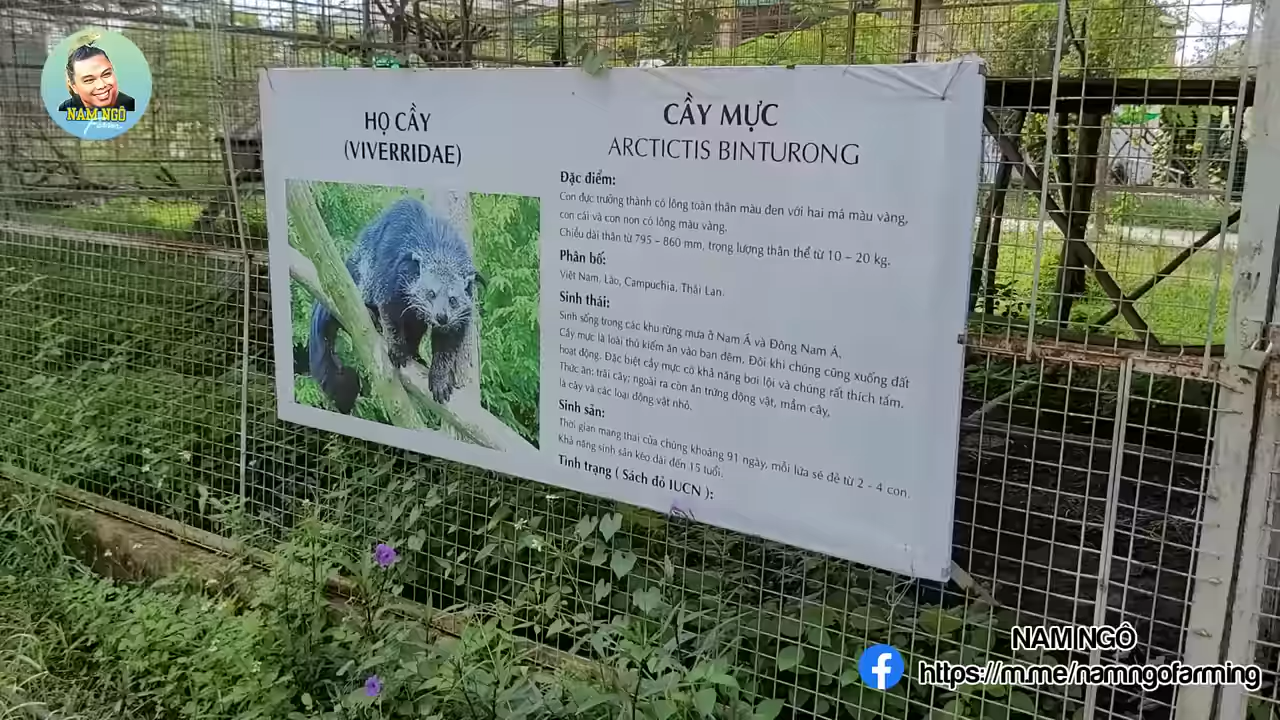 NAM NGÔ
Farm
HỌ CẦY
(VIVERRIDAE)
CẦY MỰC
ARCTICTIS BINTURONG
Đặc điểm:
Con đực trưởng thành có lông toàn thân màu đen với hai má màu vàng,
con cái và con non có lông màu vàng.
Chiều dài thân từ 795 – 860 mm, trọng lượng thân thể từ 10 – 20 kg.
Phân bố:
Việt Nam, Lào, Campuchia, Thái Lan.
Sinh thái:
Sinh sống trong các khu rừng mưa ở Nam Á và Đông Nam Á.
Cầy mực là loài thú kiếm ăn vào ban đêm. Đôi khi chúng cũng xuống đất
hoạt động. Đặc biệt cầy mực có khả năng bơi lội và chúng rất thích tắm.
Thức ăn: trái cây; ngoài ra còn ăn trứng động vật, mầm cây,
lá cây và các loại động vật nhỏ.
Sinh sản:
Thời gian mang thai của chúng khoảng 91 ngày, mỗi lứa sẽ đẻ từ 2 - 4 con.
Khả năng sinh sản kéo dài đến 15 tuổi.
Tình trạng ( Sách đỏ IUCN ):
NAM NGÔ
https://m.me/namngofarming